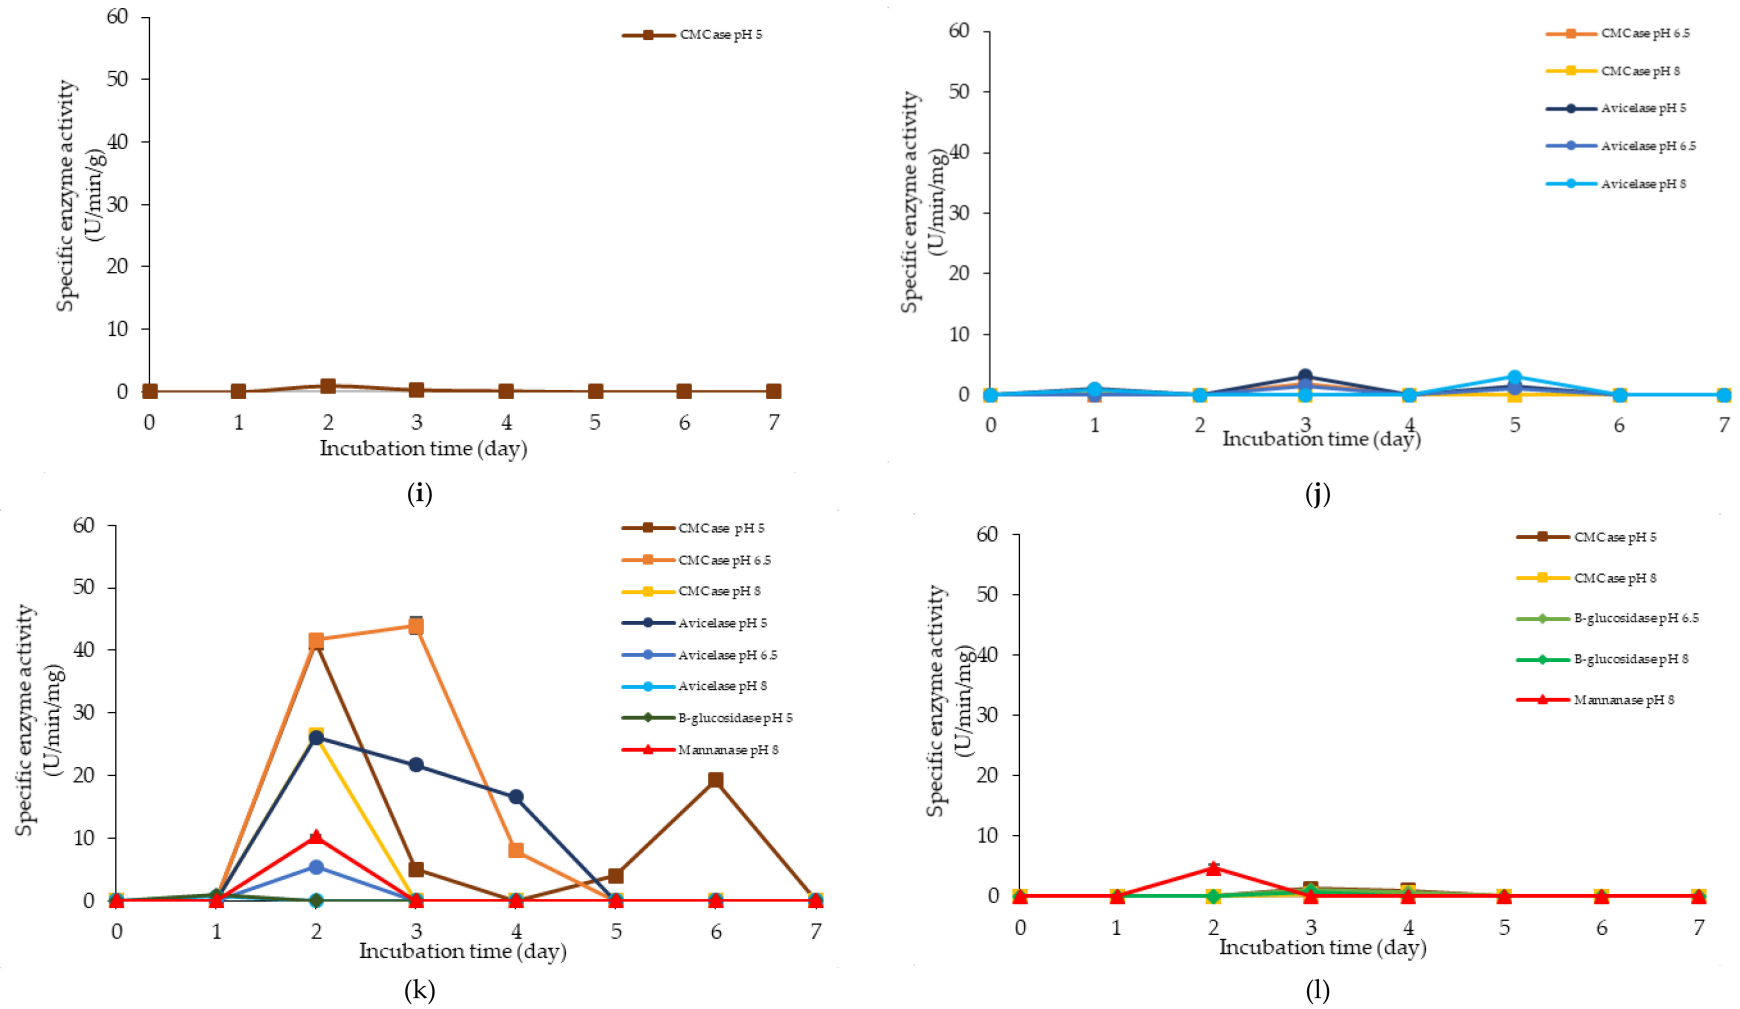 60
50
40
30
20
10
0
0 1 2 3 4 5 6 7
Specific enzyme activity
(U/min/g)
Incubation time (day)
CMCase pH 5
(i)
60
50
40
30
20
10
0
0 1 2 3 4 5 6 7
Specific enzyme activity
(U/min/mg)
Incubation time (day)
CMCase pH 6.5
CMCase pH 8
Avicelase pH 5
Avicelase pH 6.5
Avicelase pH 8
(j)
60
50
40
30
20
10
0
0 1 2 3 4 5 6 7
Specific enzyme activity
(U/min/mg)
Incubation time (day)
CMCase pH 5
CMCase pH 6.5
CMCase pH 8
Avicelase pH 5
Avicelase pH 6.5
Avicelase pH 8
B-glucosidase pH 5
Mannanase pH 8
(k)
60
50
40
30
20
10
0
0 1 2 3 4 5 6 7
Specific enzyme activity
(U/min/mg)
Incubation time (day)
CMCase pH 5
CMCase pH 8
B-glucosidase pH 6.5
B-glucosidase pH 8
Mannanase pH 8
(l)